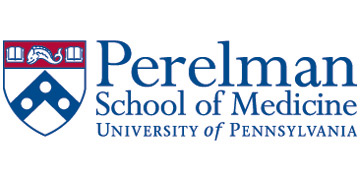 Perelman
School of Medicine
UNIVERSITY of PENNSYLVANIA